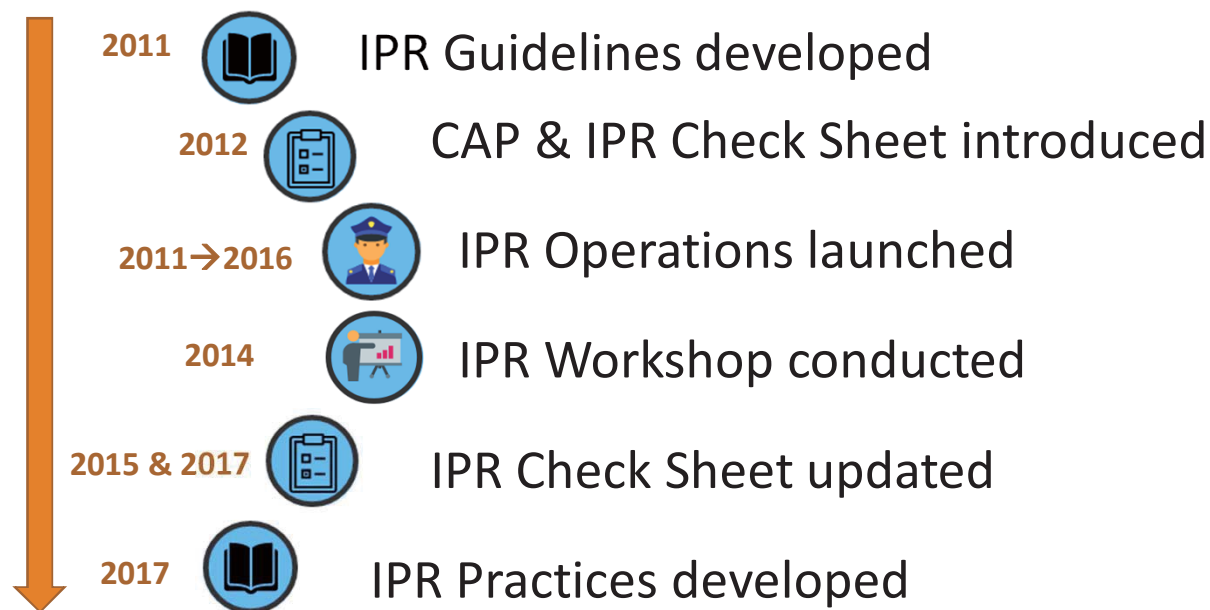 2011 IPR Guidelines developed
2012 CAP & IPR Check Sheet introduced
2011→2016 IPR Operations launched
2014 IPR Workshop conducted
2015 & 2017 IPR Check Sheet updated
2017 IPR Practices developed